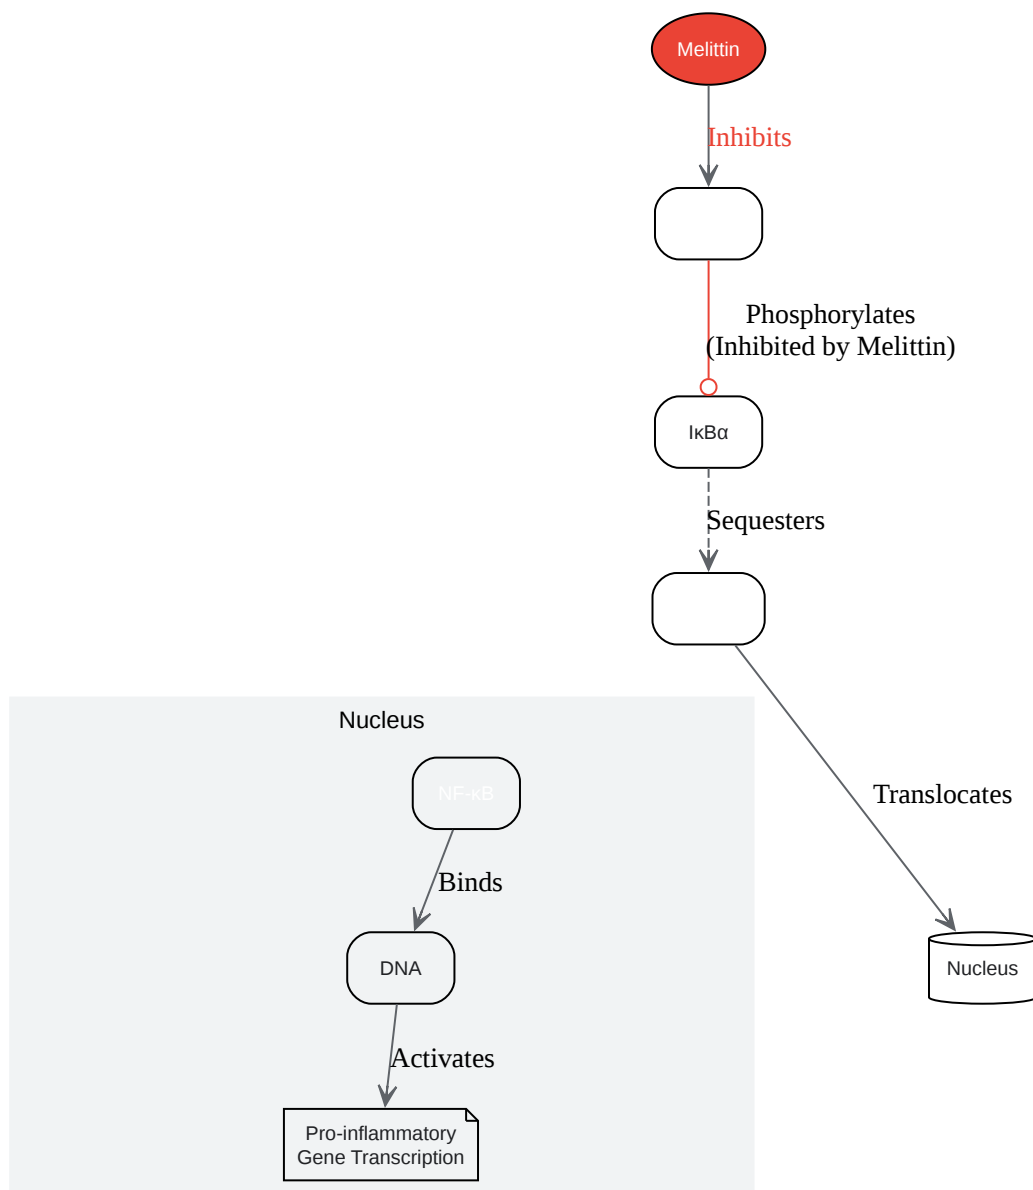 Melittin
Inhibits
Phosphorylates
(Inhibited by Melittin)
IκBα
Sequesters
Nucleus
NF-κB
Translocates
Binds
DNA
Nucleus
Activates
Pro-inflammatory
Gene Transcription